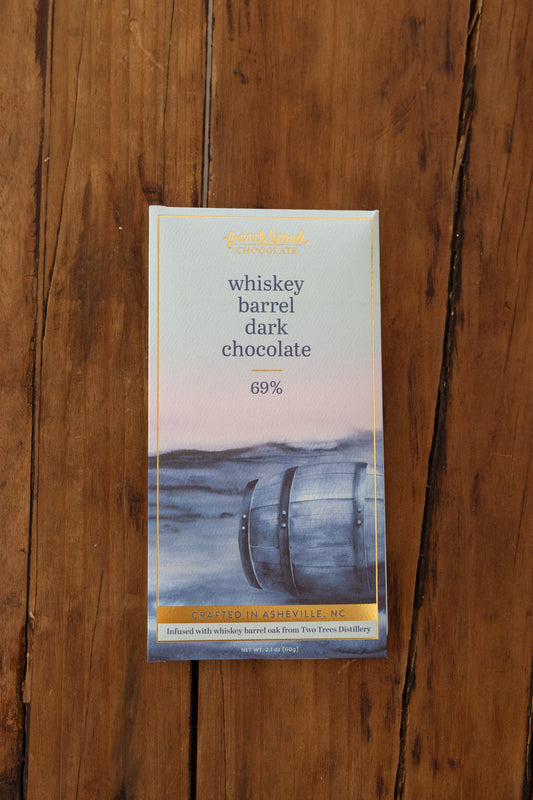 french broad
CHOCOLATE
whiskey
barrel
dark
chocolate
69%
CRAFTED IN ASHEVILLE, NC
Infused with whiskey barrel oak from Two Trees Distillery
NET WT. 2.1 oz (60g)